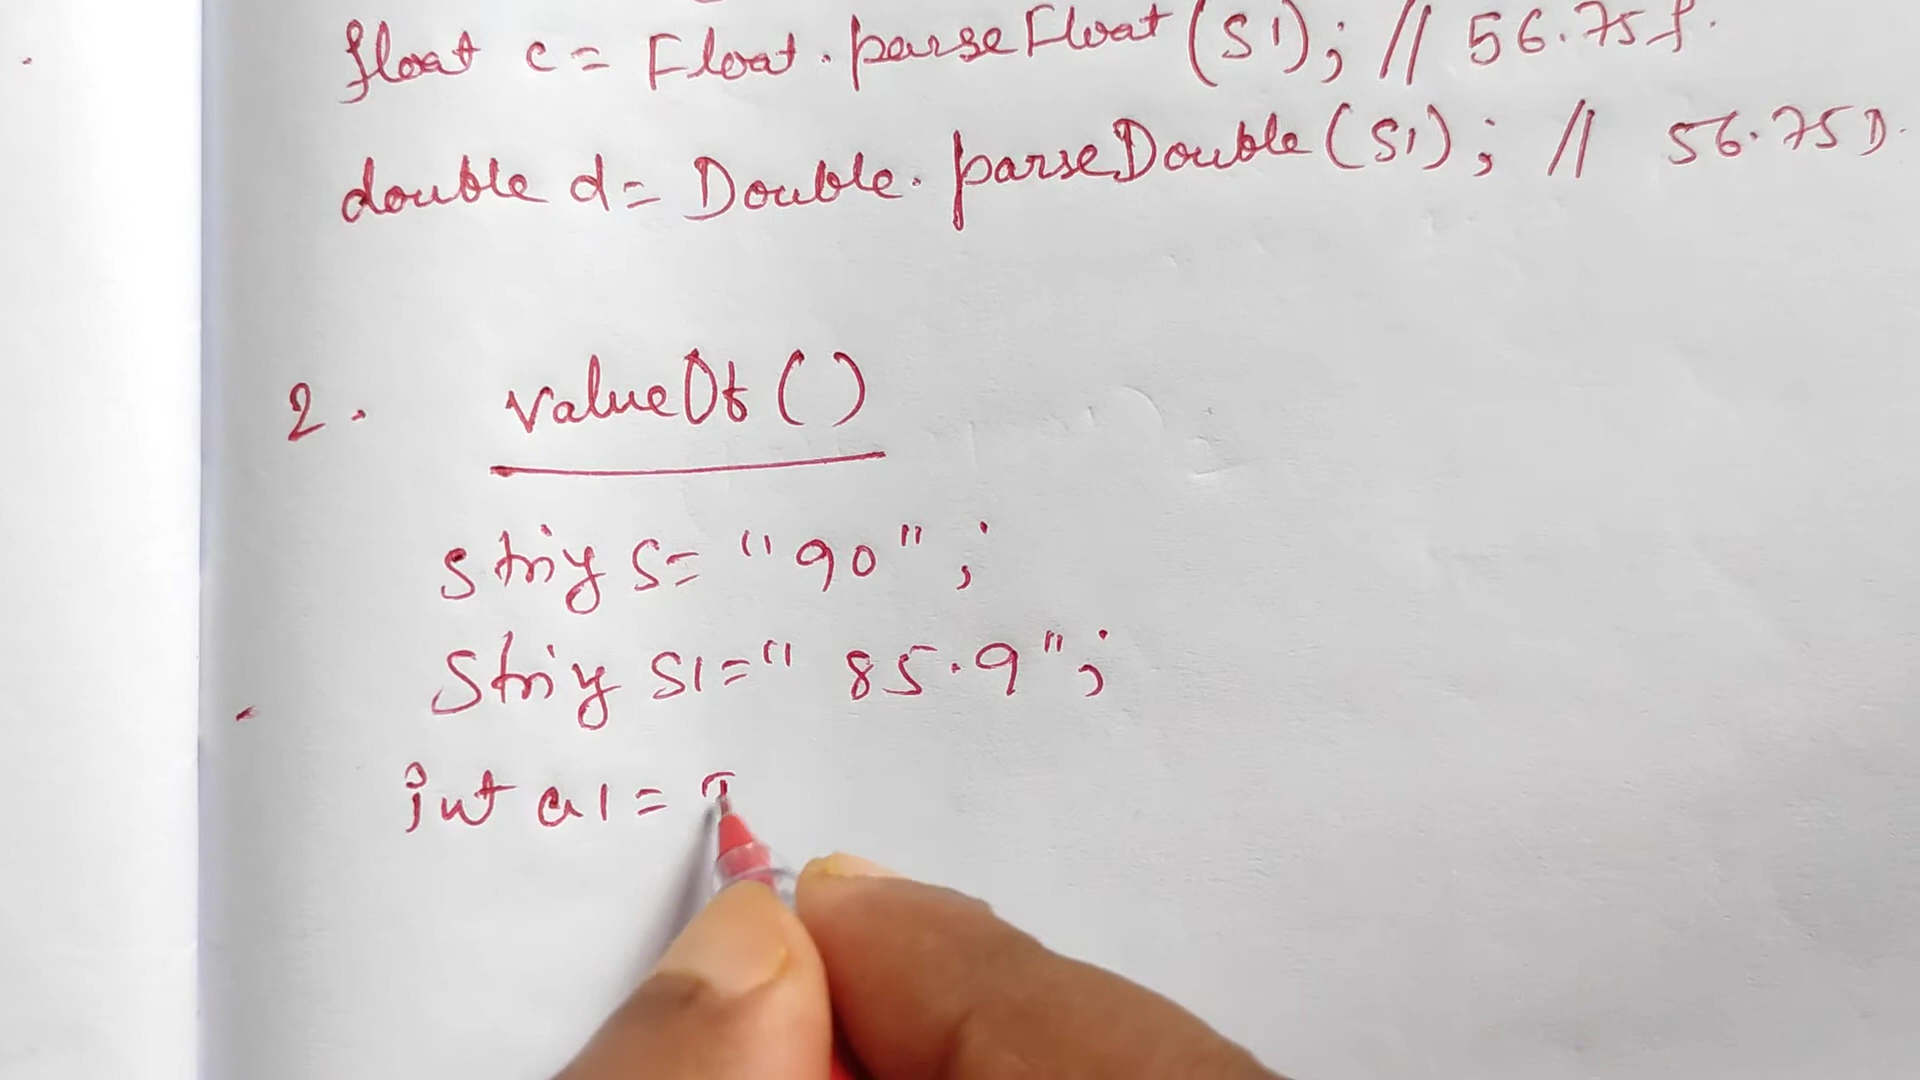 float c = Float.parseFloat(S1); // 56.75f.
double d = Double.parseDouble(S1); // 56.75D.
2. valueOf()
String S = "90";
String S1 = "85.9";
int a1 = I